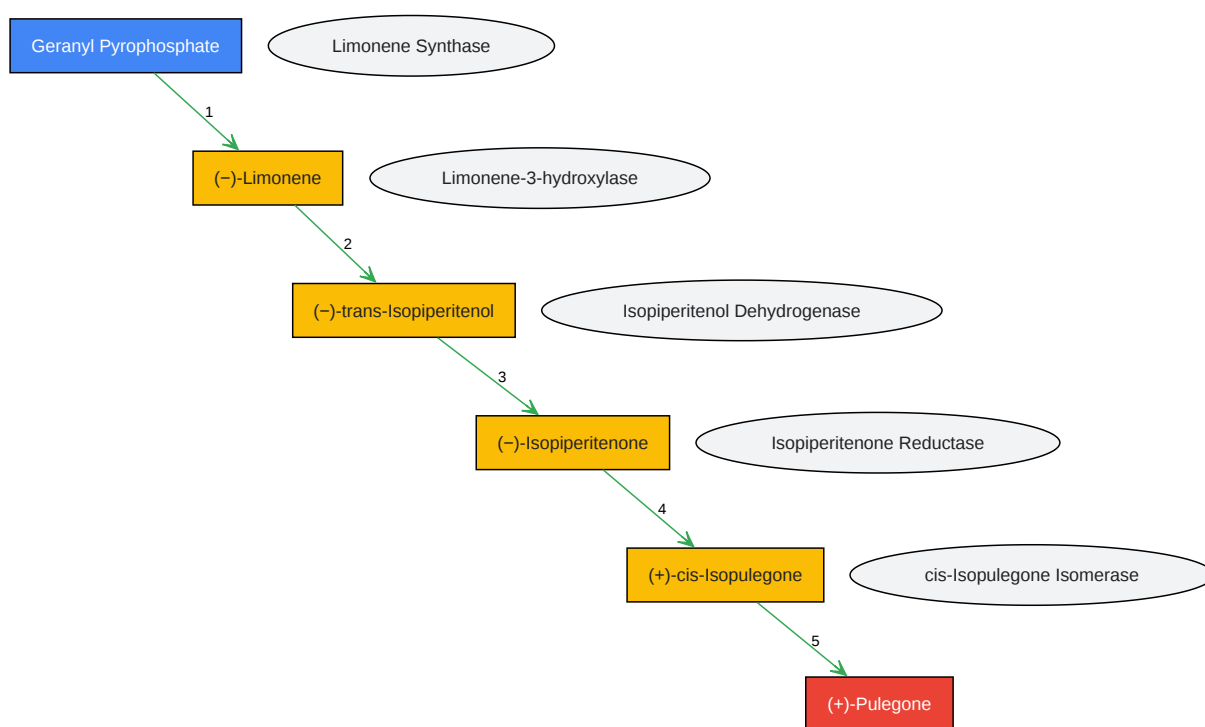 Geranyl Pyrophosphate
Limonene Synthase
1
(−)-Limonene
Limonene-3-hydroxylase
2
(−)-trans-Isopiperitenol
Isopiperitenol Dehydrogenase
3
(−)-Isopiperitenone
Isopiperitenone Reductase
4
(+)-cis-Isopulegone
cis-Isopulegone Isomerase
5
(+)-Pulegone